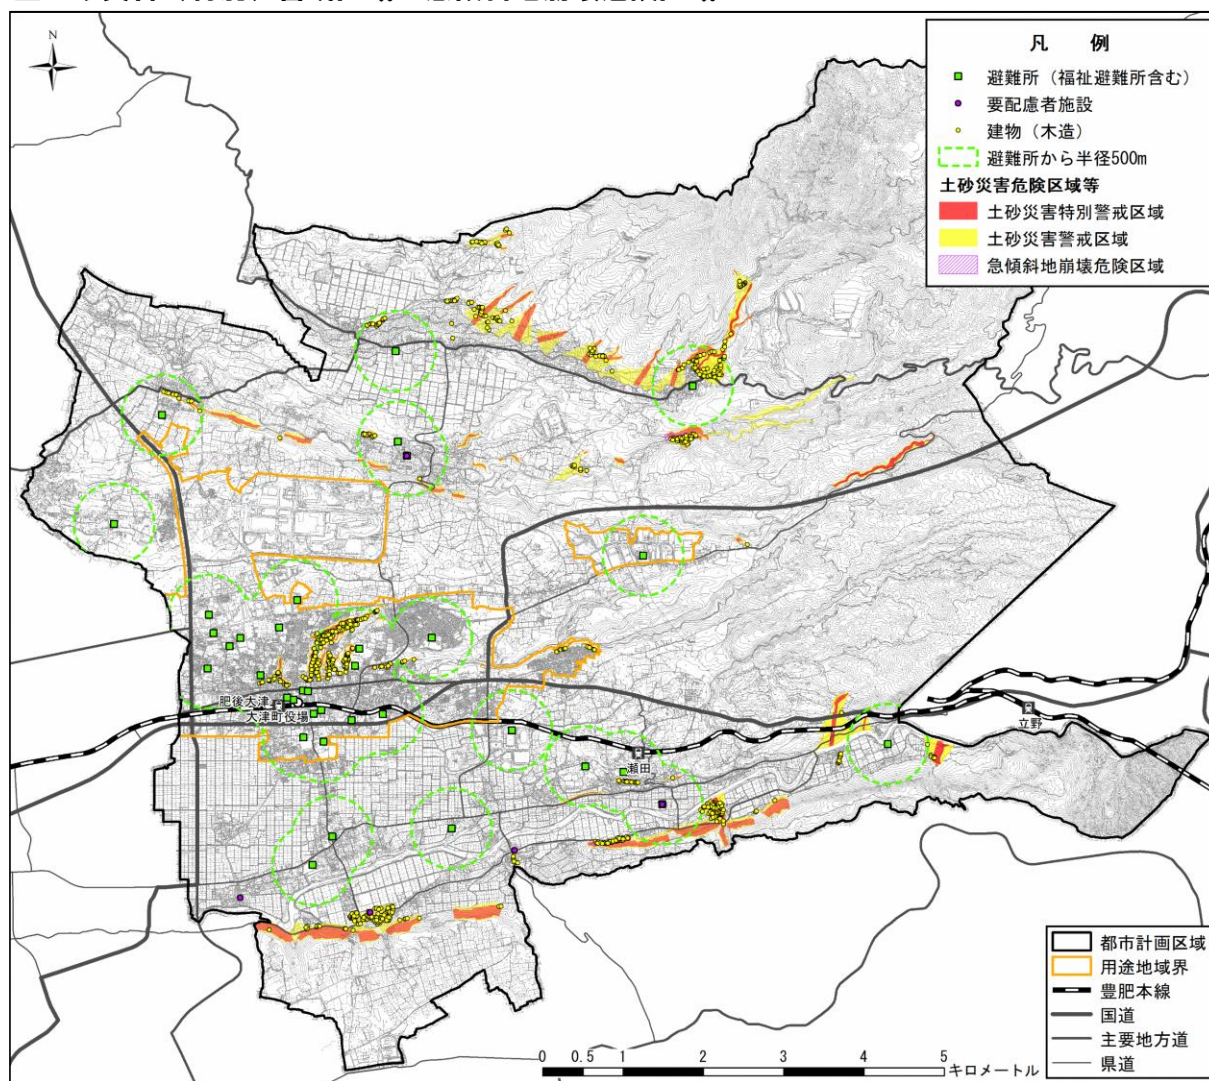 N
凡 例
避難所（福祉避難所含む）
要配慮者施設
建物（木造）
避難所から半径500m
土砂災害危険区域等
土砂災害特別警戒区域
土砂災害警戒区域
急傾斜地崩壊危険区域
肥後大津
大津町役場
瀬田
立野
都市計画区域
用途地域界
豊肥本線
国道
主要地方道
県道
0 0.5 1 2 3 4 5
キロメートル